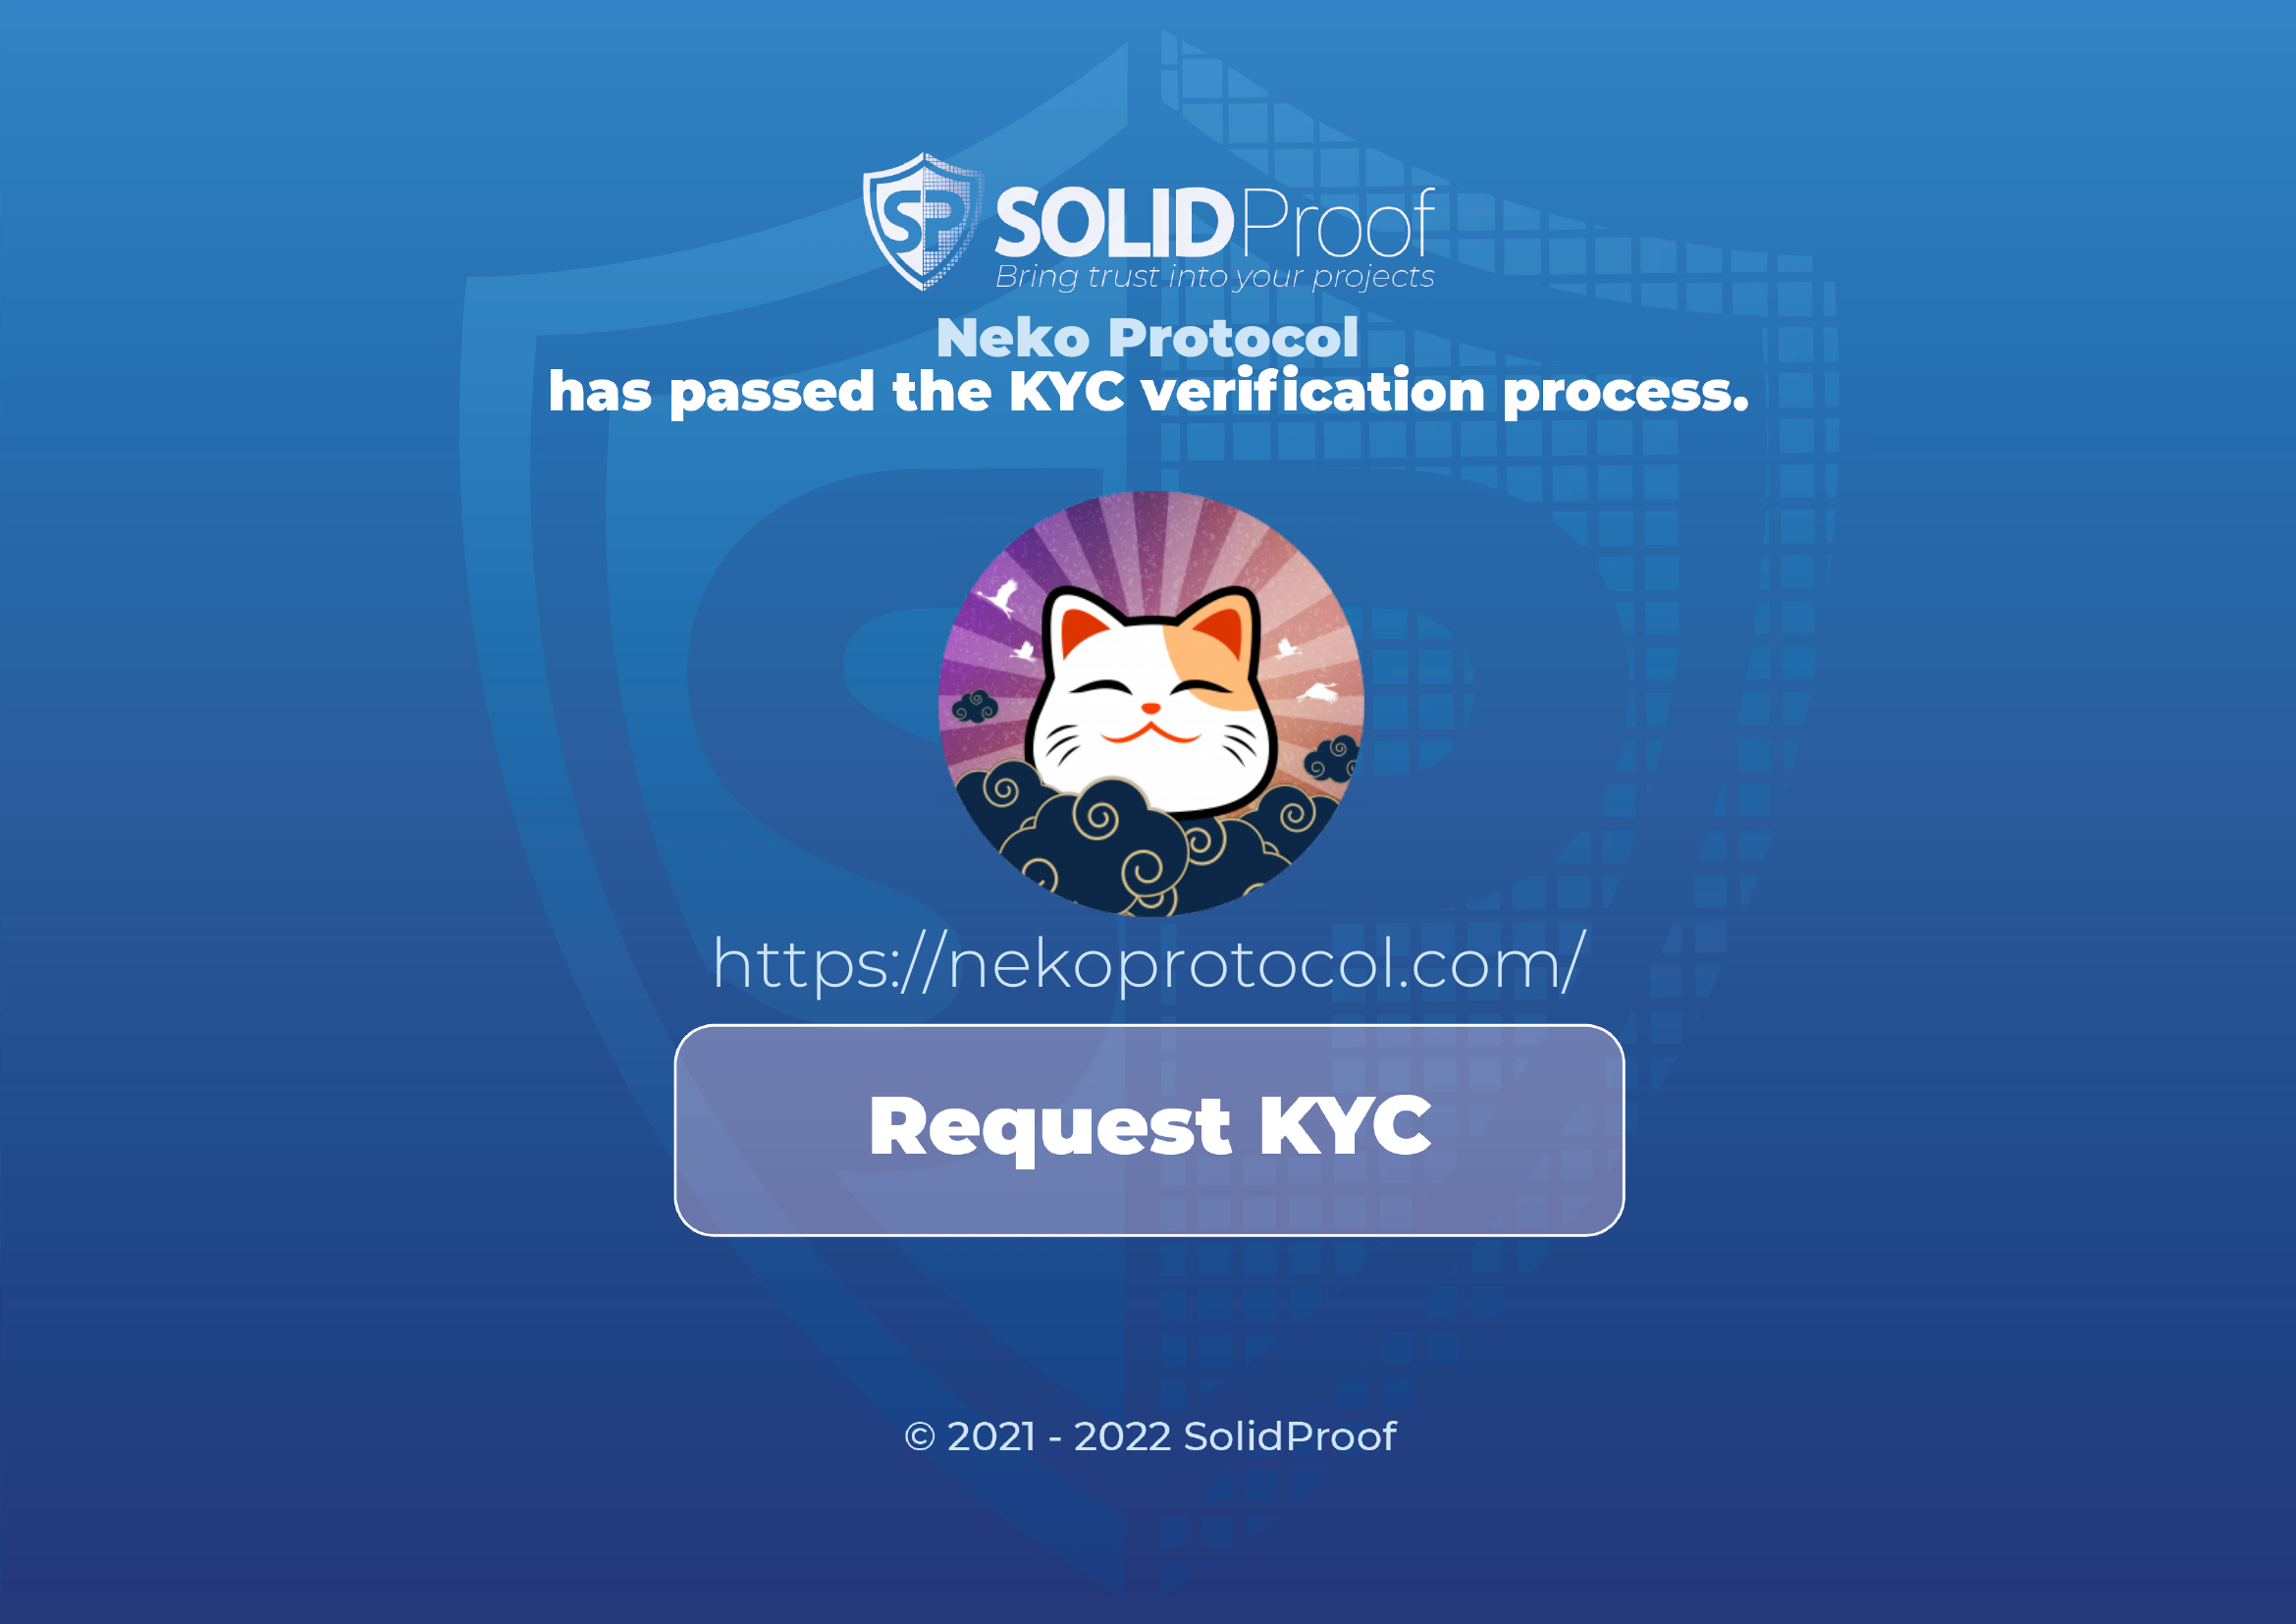 SP
SOLIDProof
Bring trust into your projects
Neko Protocol
has passed the KYC verification process.
https://nekoprotocol.com/
Request KYC
© 2021 - 2022 SolidProof